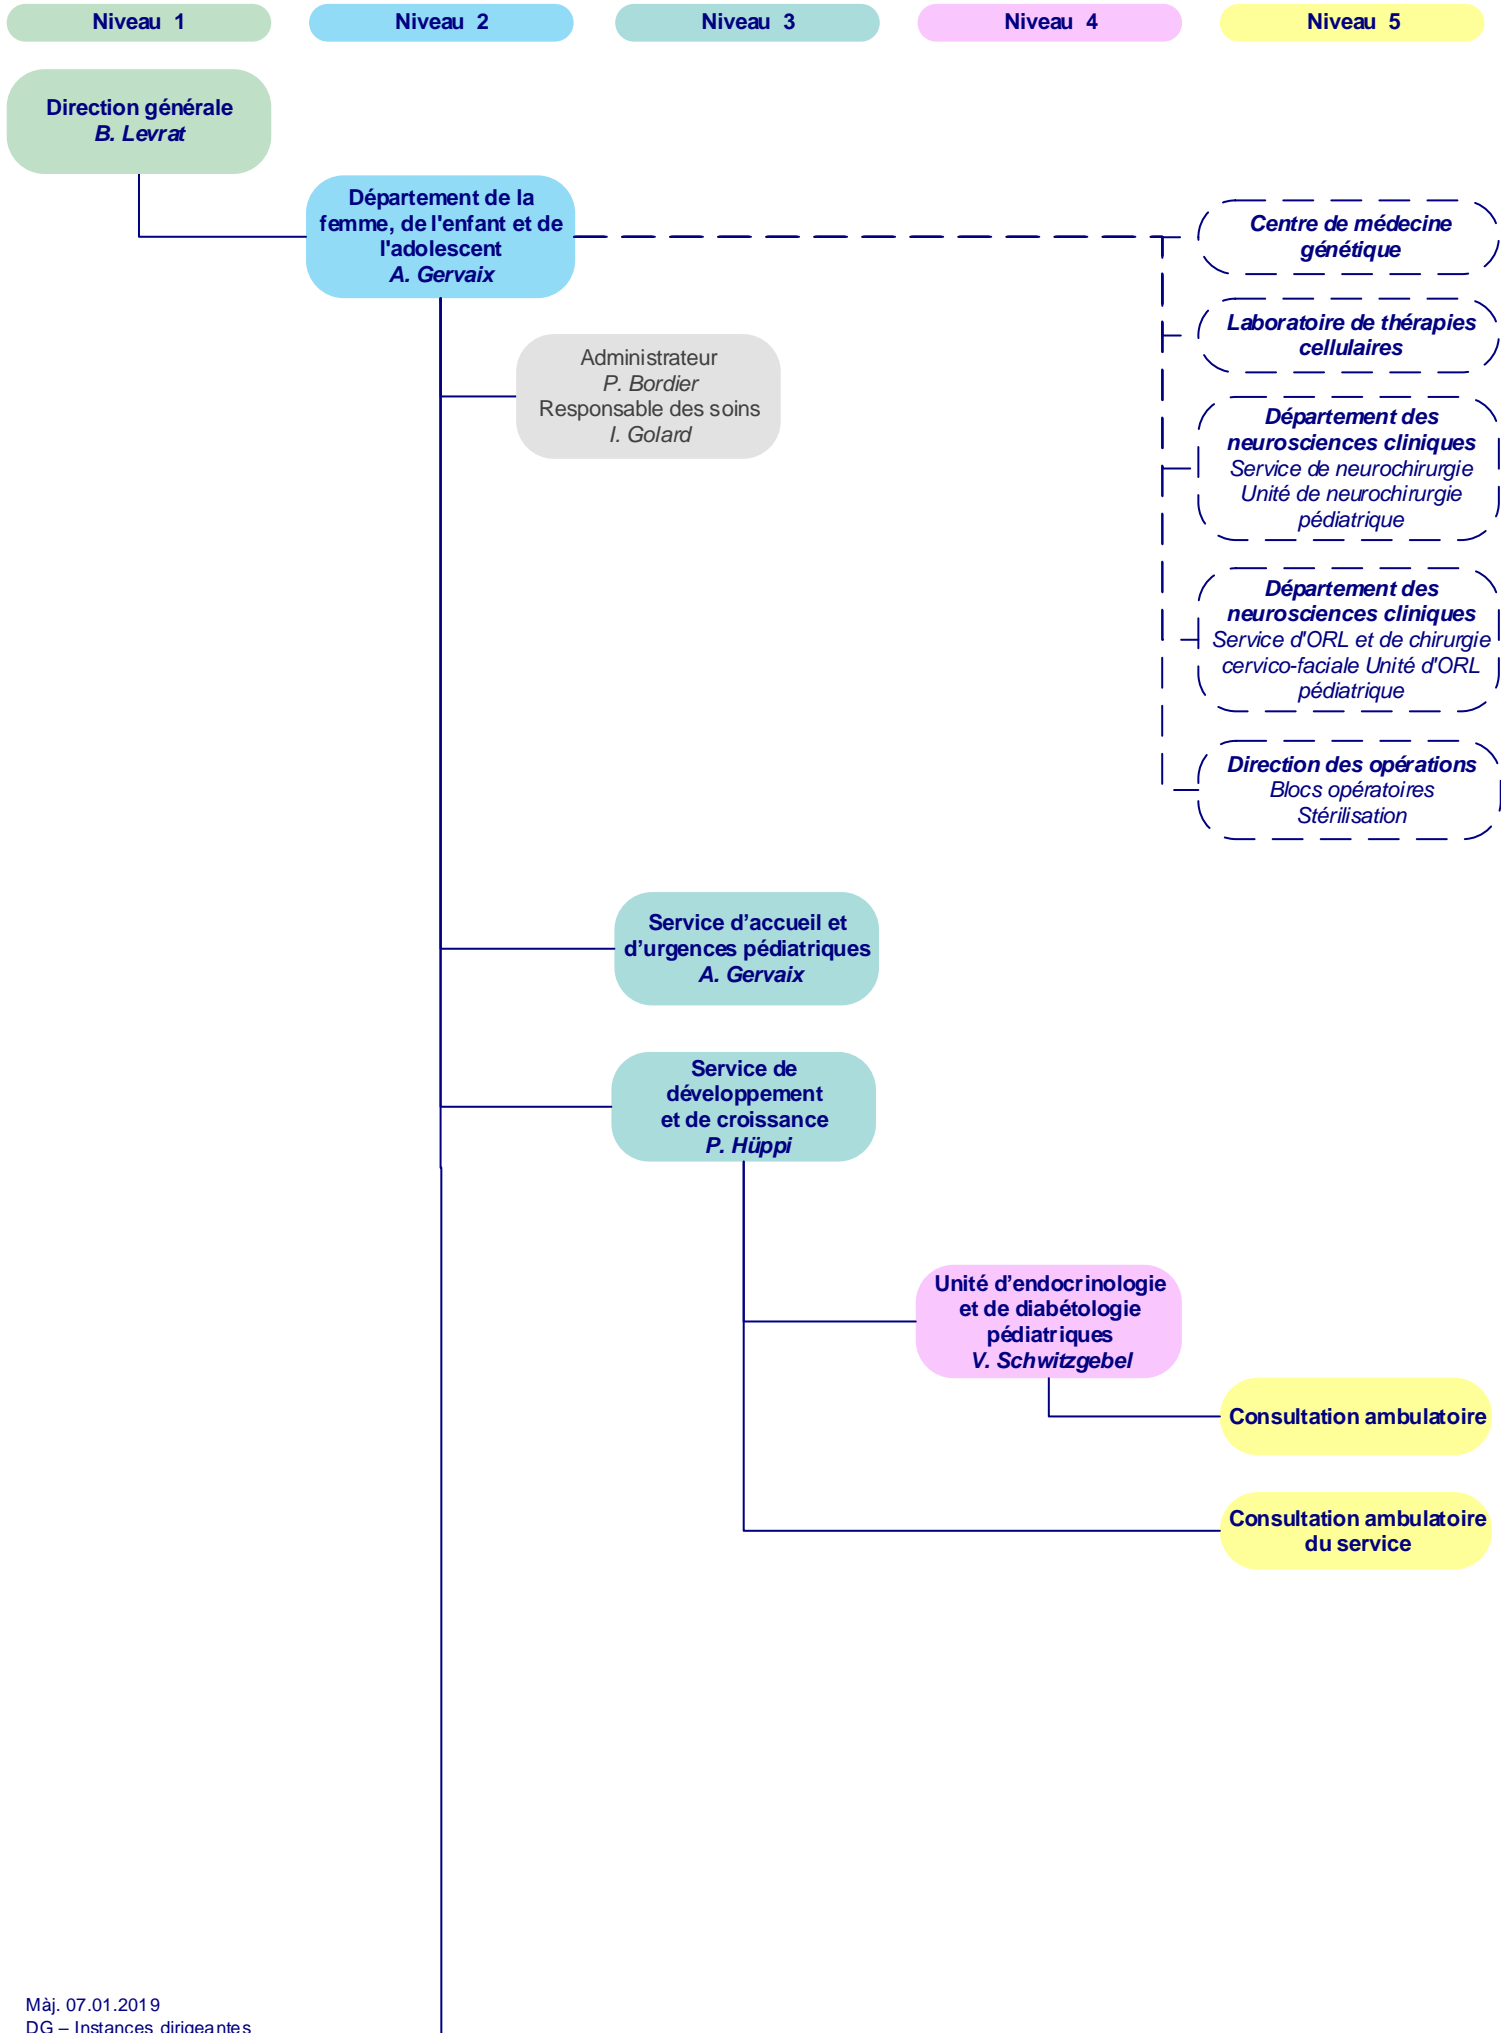 Niveau 1
Niveau 2
Niveau 3
Niveau 4
Niveau 5
Direction générale
B. Levrat
Département de la
femme, de l'enfant et de
l'adolescent
A. Gervaix
Administrateur
P. Bordier
Responsable des soins
I. Golard
Centre de médecine
génétique
Laboratoire de thérapies
cellulaires
Département des
neurosciences cliniques
Service de neurochirurgie
Unité de neurochirurgie
pédiatrique
Département des
neurosciences cliniques
Service d'ORL et de chirurgie
cervico-faciale Unité d'ORL
pédiatrique
Direction des opérations
Blocs opératoires
Stérilisation
Service d’accueil et
d’urgences pédiatriques
A. Gervaix
Service de
développement
et de croissance
P. Hüppi
Unité d’endocrinologie
et de diabétologie
pédiatriques
V. Schwitzgebel
Consultation ambulatoire
Consultation ambulatoire
du service
Màj. 07.01.2019
DG – Instances dirigeantes